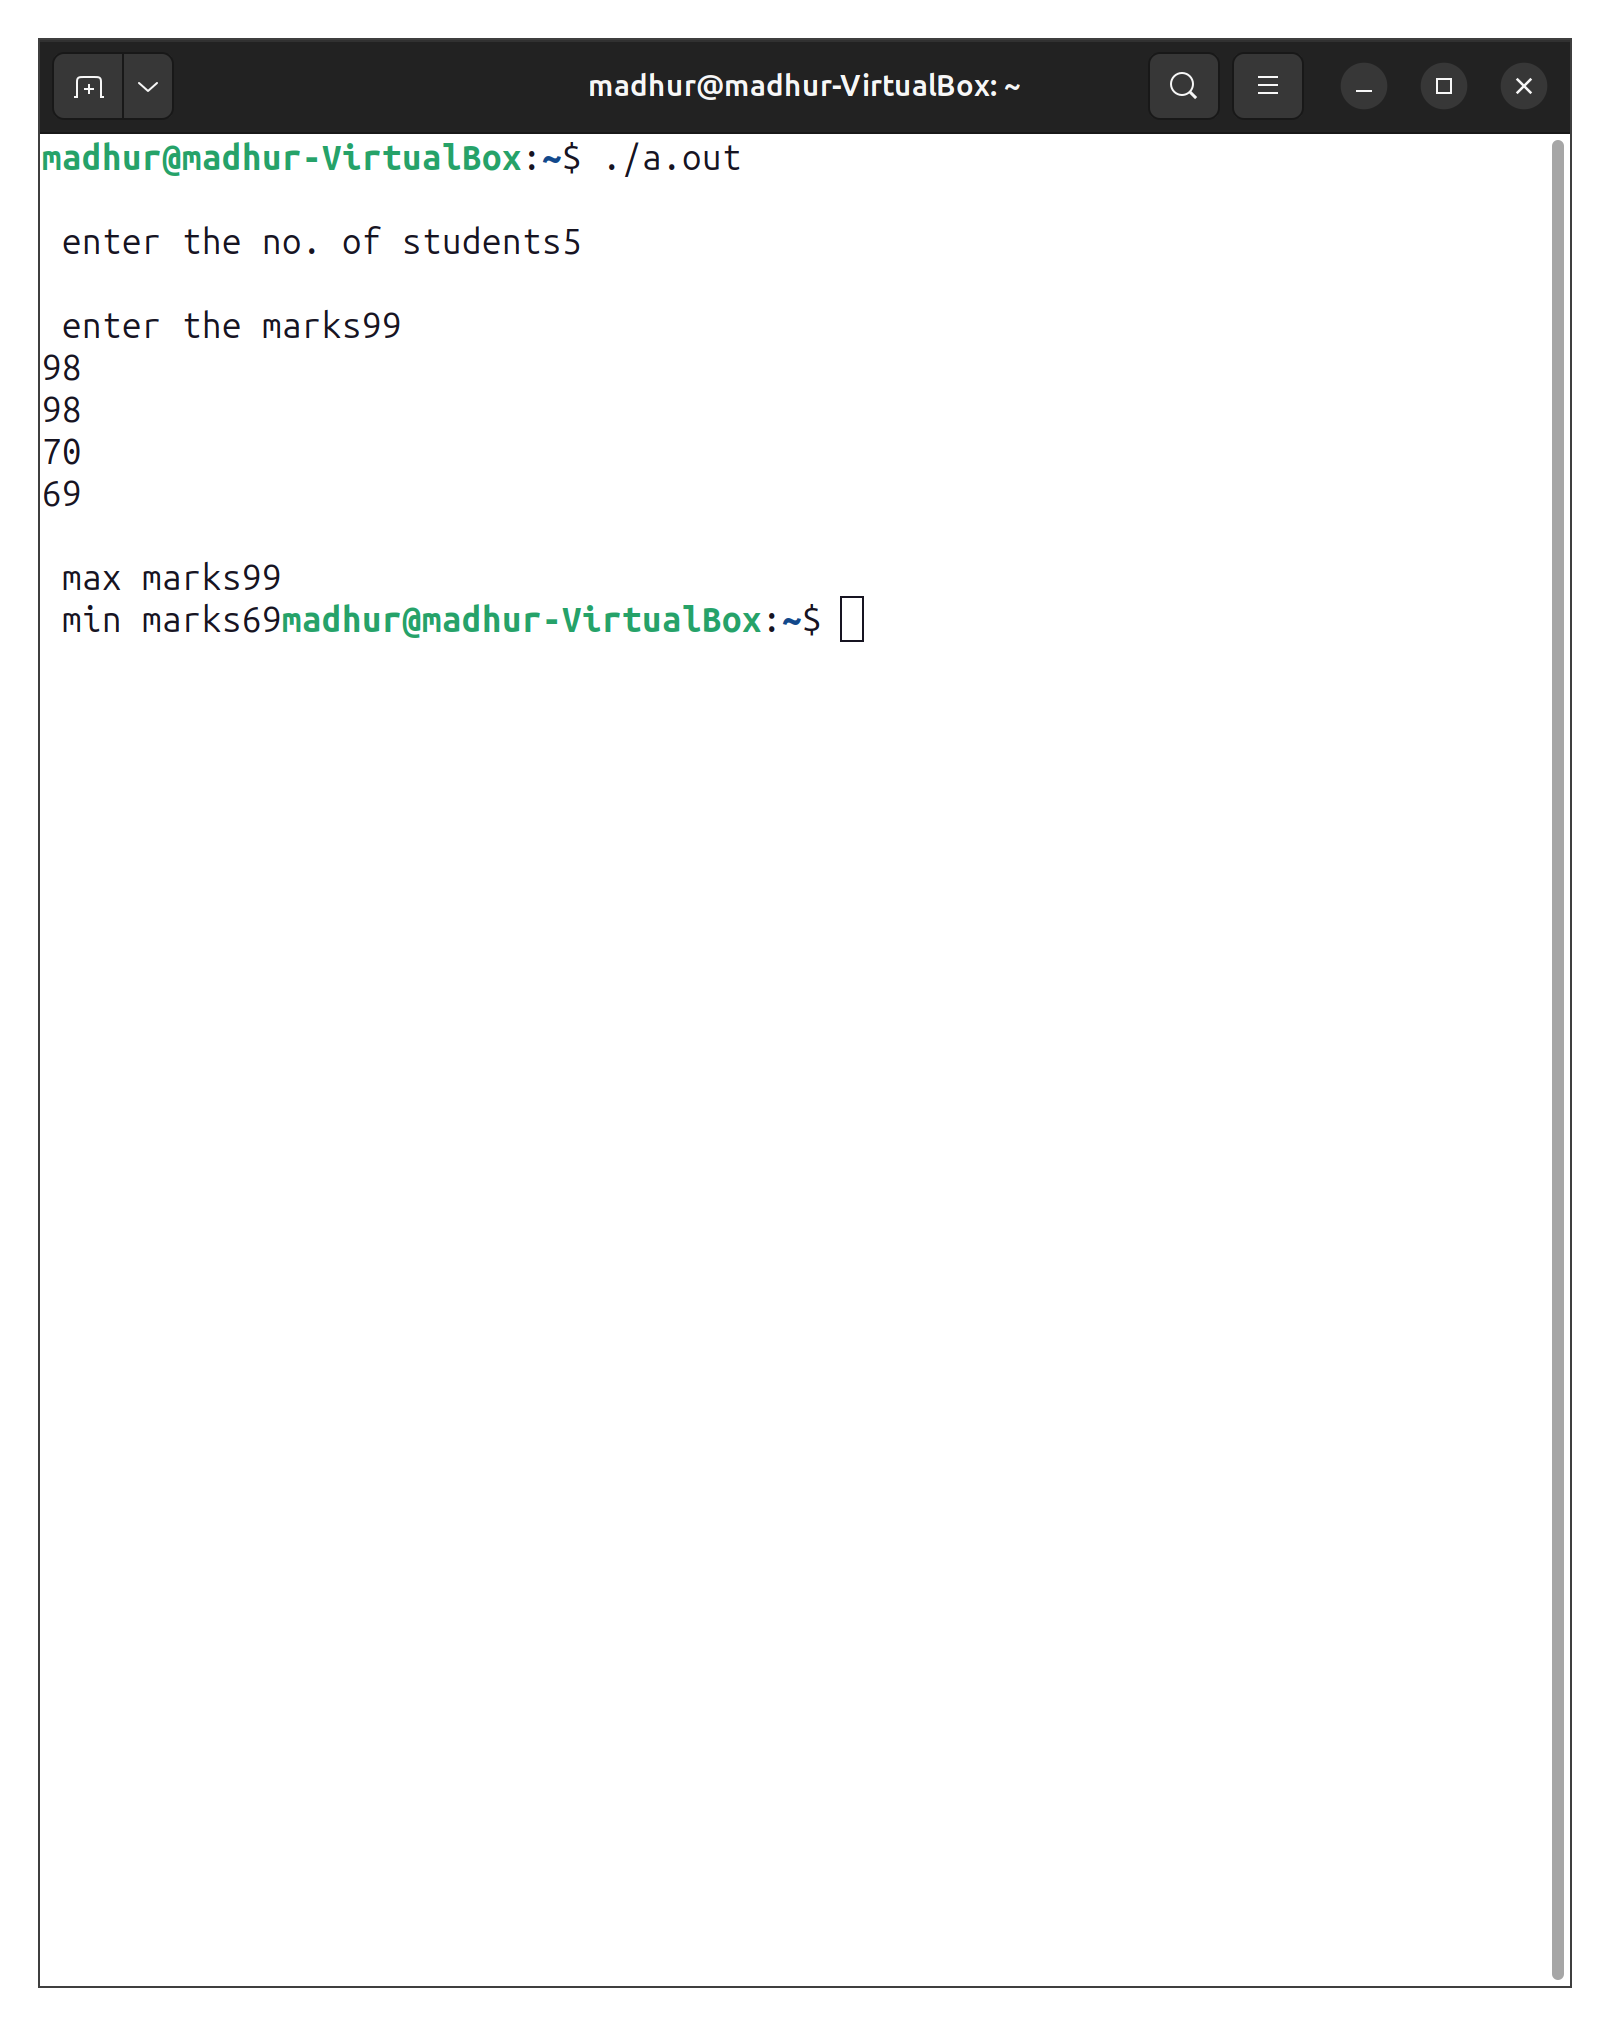 madhur@madhur-VirtualBox: ~
madhur@madhur-VirtualBox:~$ ./a.out
enter the no. of students5
enter the marks99
98
98
70
69
max marks99
min marks69madhur@madhur-VirtualBox:~$